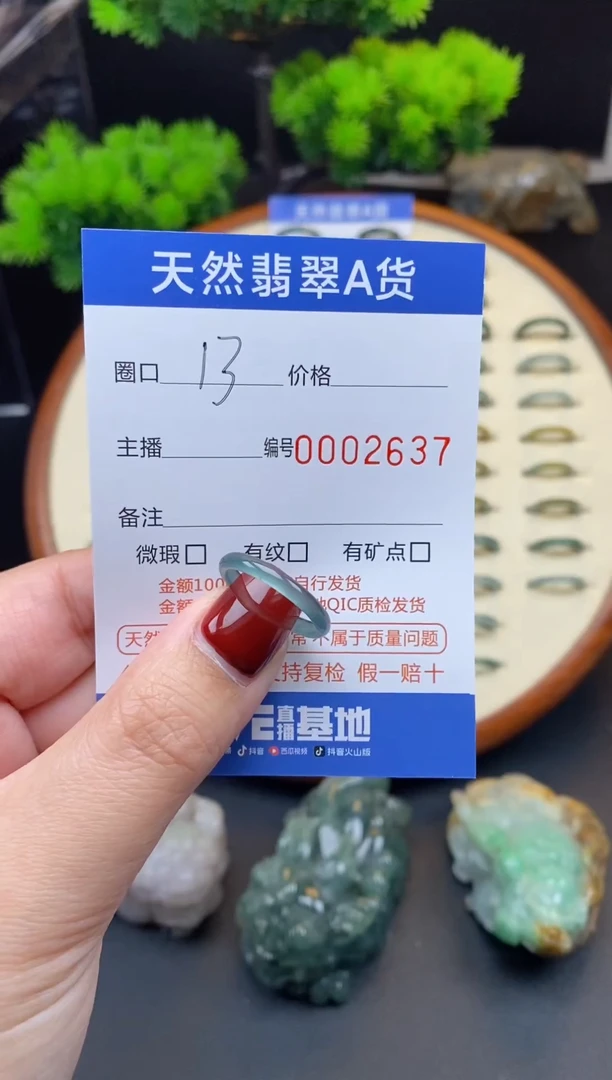 天然翡翠A货
圈口 13 价格
主播 编号0002637
备注
微瑕□ 有纹□ 有矿点□
金额100 自行发货
金额 QIC质检发货
天然 不属于质量问题
支持复检 假一赔十
直播基地
抖音 西瓜视频 抖音火山版